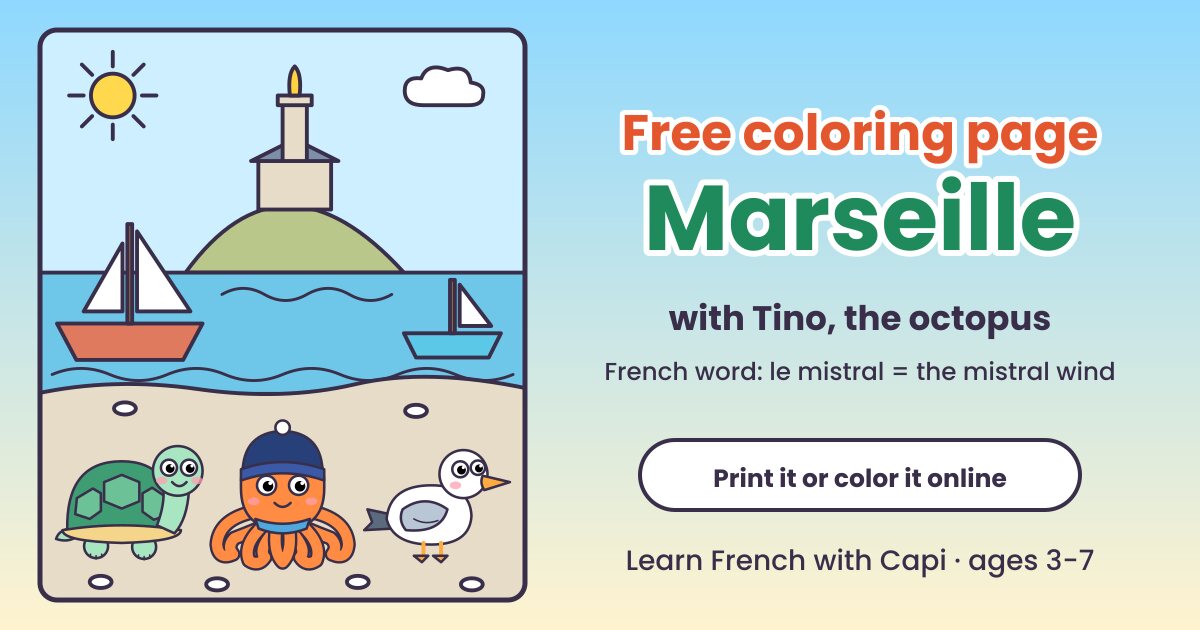 Free coloring page
Marseille
with Tino, the octopus
French word: le mistral = the mistral wind
Print it or color it online
Learn French with Capi · ages 3-7